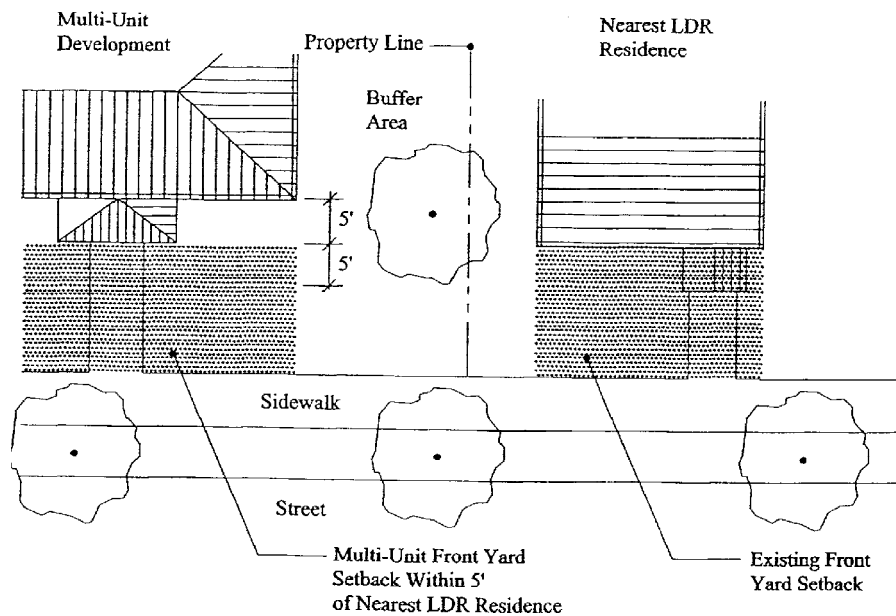 Multi-Unit
Development
Property Line
Nearest LDR
Residence
Buffer
Area
5'
5'
Sidewalk
Street
Multi-Unit Front Yard
Setback Within 5'
of Nearest LDR Residence
Existing Front
Yard Setback